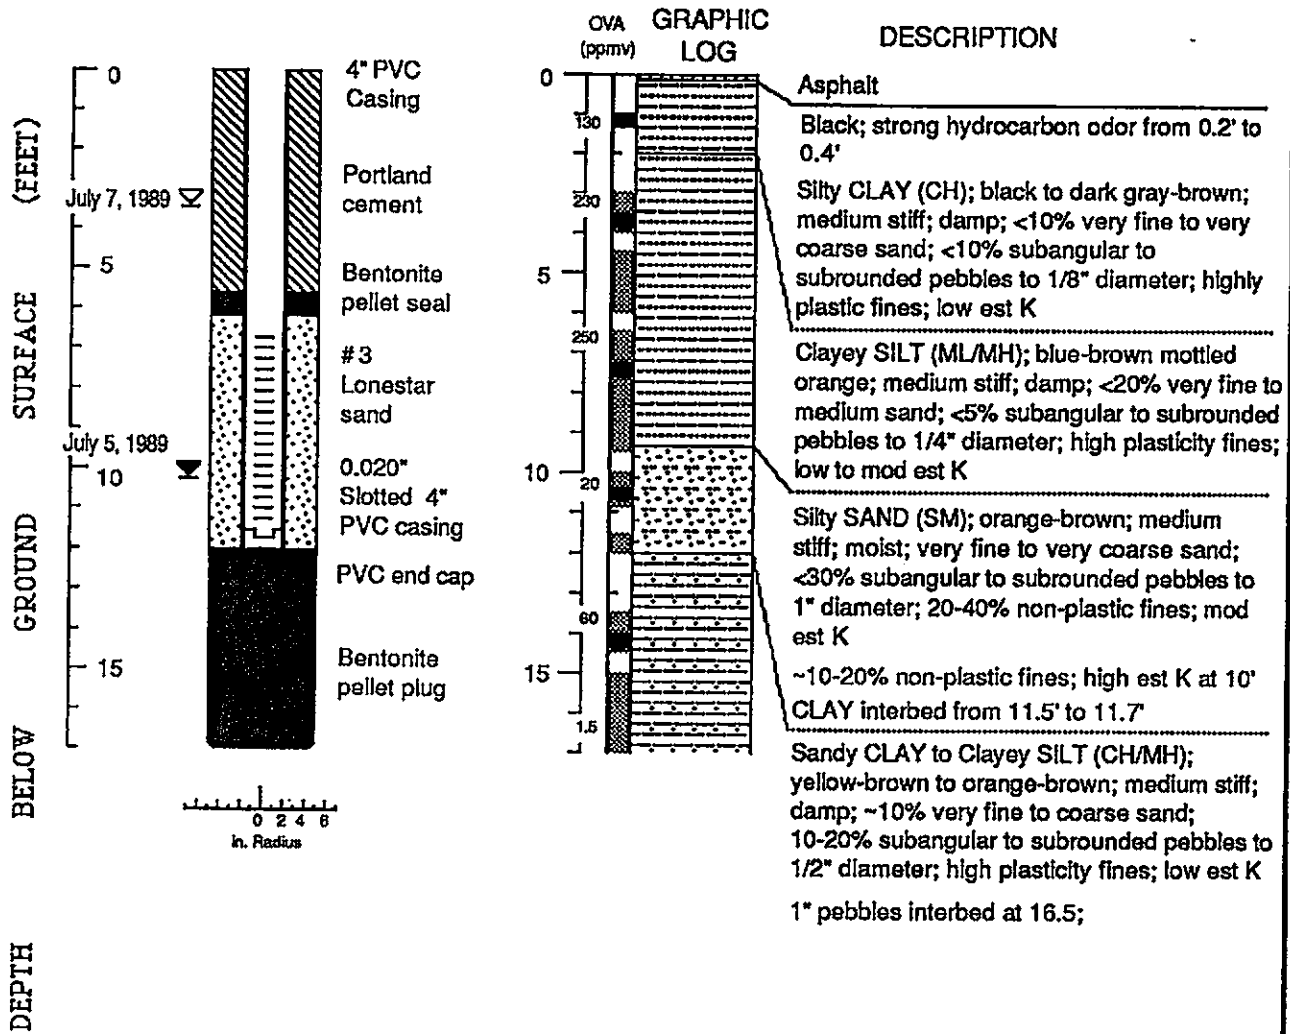 DEPTH BELOW GROUND SURFACE (FEET)
0
5
10
15
July 7, 1989
July 5, 1989
4" PVC
Casing
Portland
cement
Bentonite
pellet seal
#3
Lonestar
sand
0.020"
Slotted 4"
PVC casing
PVC end cap
Bentonite
pellet plug
0 2 4 6
In. Radius
OVA
(ppmv)
GRAPHIC
LOG
DESCRIPTION
0
5
10
15
130
230
250
20
60
1.5
Asphalt
Black; strong hydrocarbon odor from 0.2' to
0.4'
Silty CLAY (CH); black to dark gray-brown;
medium stiff; damp; <10% very fine to very
coarse sand; <10% subangular to
subrounded pebbles to 1/8" diameter; highly
plastic fines; low est K
Clayey SILT (ML/MH); blue-brown mottled
orange; medium stiff; damp; <20% very fine to
medium sand; <5% subangular to subrounded
pebbles to 1/4" diameter; high plasticity fines;
low to mod est K
Silty SAND (SM); orange-brown; medium
stiff; moist; very fine to very coarse sand;
<30% subangular to subrounded pebbles to
1" diameter; 20-40% non-plastic fines; mod
est K
~10-20% non-plastic fines; high est K at 10'
CLAY interbed from 11.5' to 11.7'
Sandy CLAY to Clayey SILT (CH/MH);
yellow-brown to orange-brown; medium stiff;
damp; ~10% very fine to coarse sand;
10-20% subangular to subrounded pebbles to
1/2" diameter; high plasticity fines; low est K
1" pebbles interbed at 16.5;